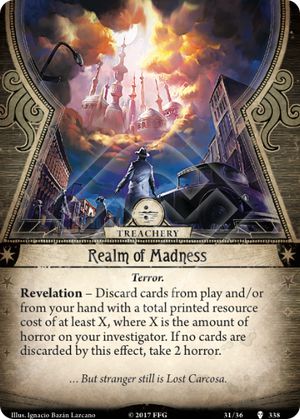 TREACHERY
Realm of Madness
Terror.
Revelation – Discard cards from play and/or
from your hand with a total printed resource
cost of at least X, where X is the amount of
horror on your investigator. If no cards are
discarded by this effect, take 2 horror.
... But stranger still is Lost Carcosa.
Illus. Ignacio Bazán Lazcano
© 2017 FFG
31/36
338